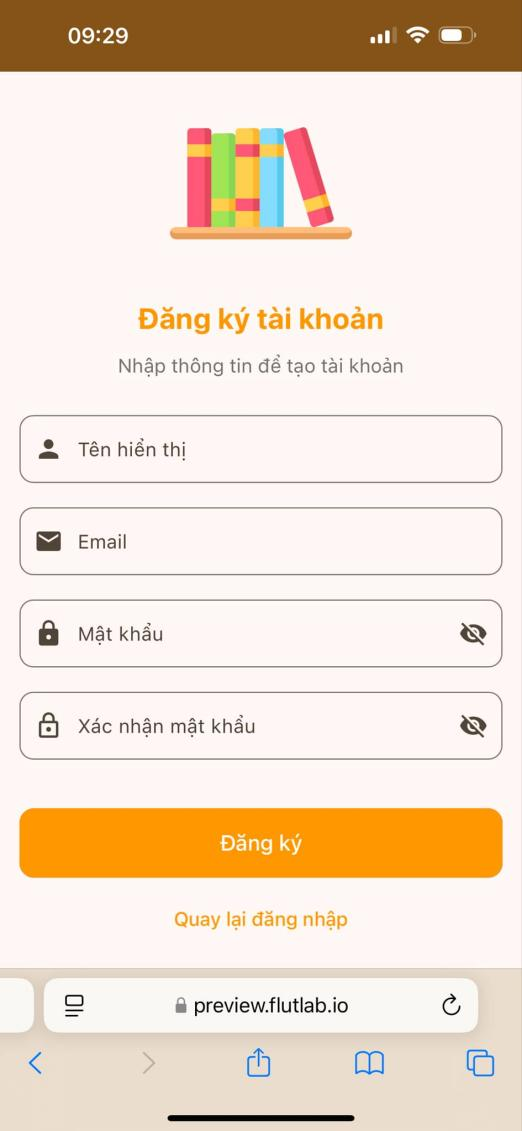 09:29
Đăng ký tài khoản
Nhập thông tin để tạo tài khoản
Tên hiển thị
Email
Mật khẩu
Xác nhận mật khẩu
Đăng ký
Quay lại đăng nhập
preview.flutlab.io